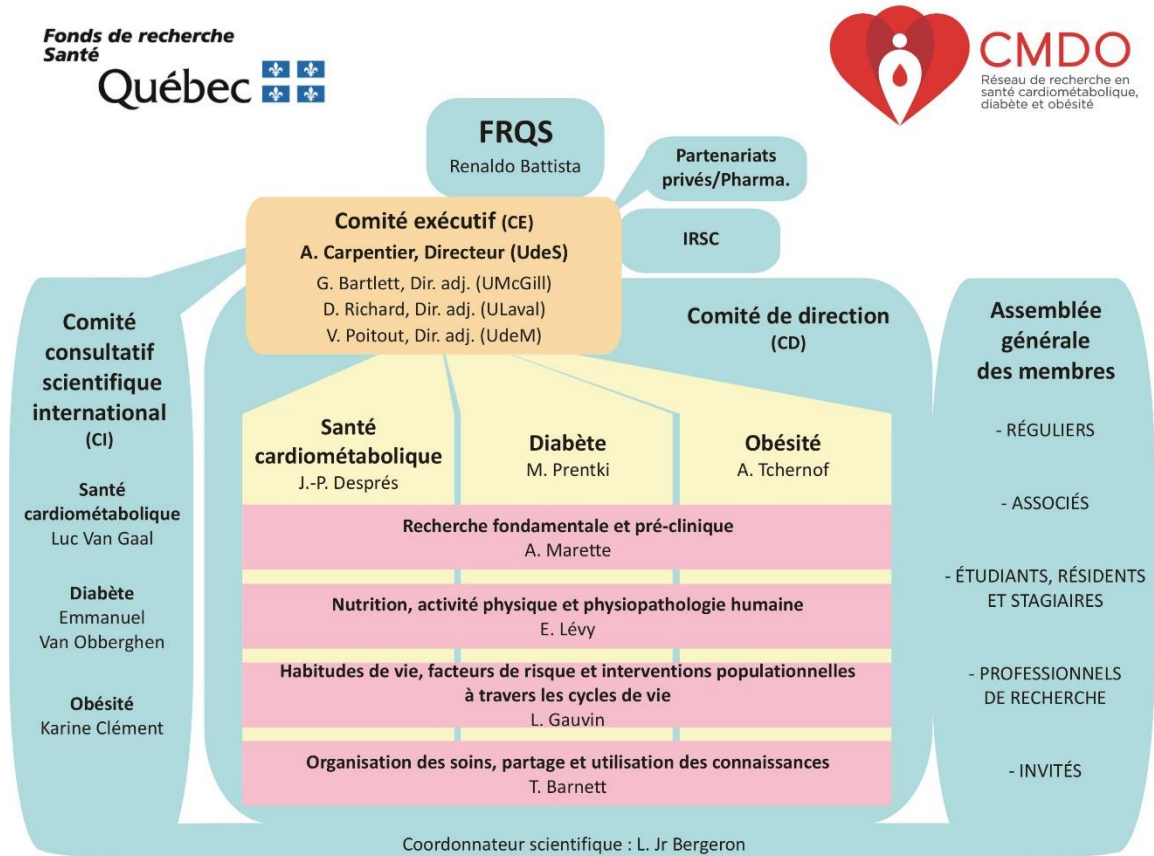 Fonds de recherche
Santé
Québec
CMDO
Réseau de recherche en
santé cardiométabolique,
diabète et obésité
FRQS
Renaldo Battista
Partenariats
privés/Pharma.
IRSC
Comité exécutif (CE)
A. Carpentier, Directeur (UdeS)
G. Bartlett, Dir. adj. (UMcGill)
D. Richard, Dir. adj. (ULaval)
V. Poitout, Dir. adj. (UdeM)
Comité de direction
(CD)
Comité
consultatif
scientifique
international
(CI)
Santé
cardiométabolique
Luc Van Gaal
Diabète
Emmanuel
Van Obberghen
Obésité
Karine Clément
Santé
cardiométabolique
J.-P. Després
Diabète
M. Prentki
Obésité
A. Tchernof
Recherche fondamentale et pré-clinique
A. Marette
Nutrition, activité physique et physiopathologie humaine
E. Lévy
Habitudes de vie, facteurs de risque et interventions populationnelles
à travers les cycles de vie
L. Gauvin
Organisation des soins, partage et utilisation des connaissances
T. Barnett
Assemblée
générale
des membres
- RÉGULIERS
- ASSOCIÉS
- ÉTUDIANTS, RÉSIDENTS
ET STAGIAIRES
- PROFESSIONNELS
DE RECHERCHE
- INVITÉS
Coordonnateur scientifique : L. Jr Bergeron